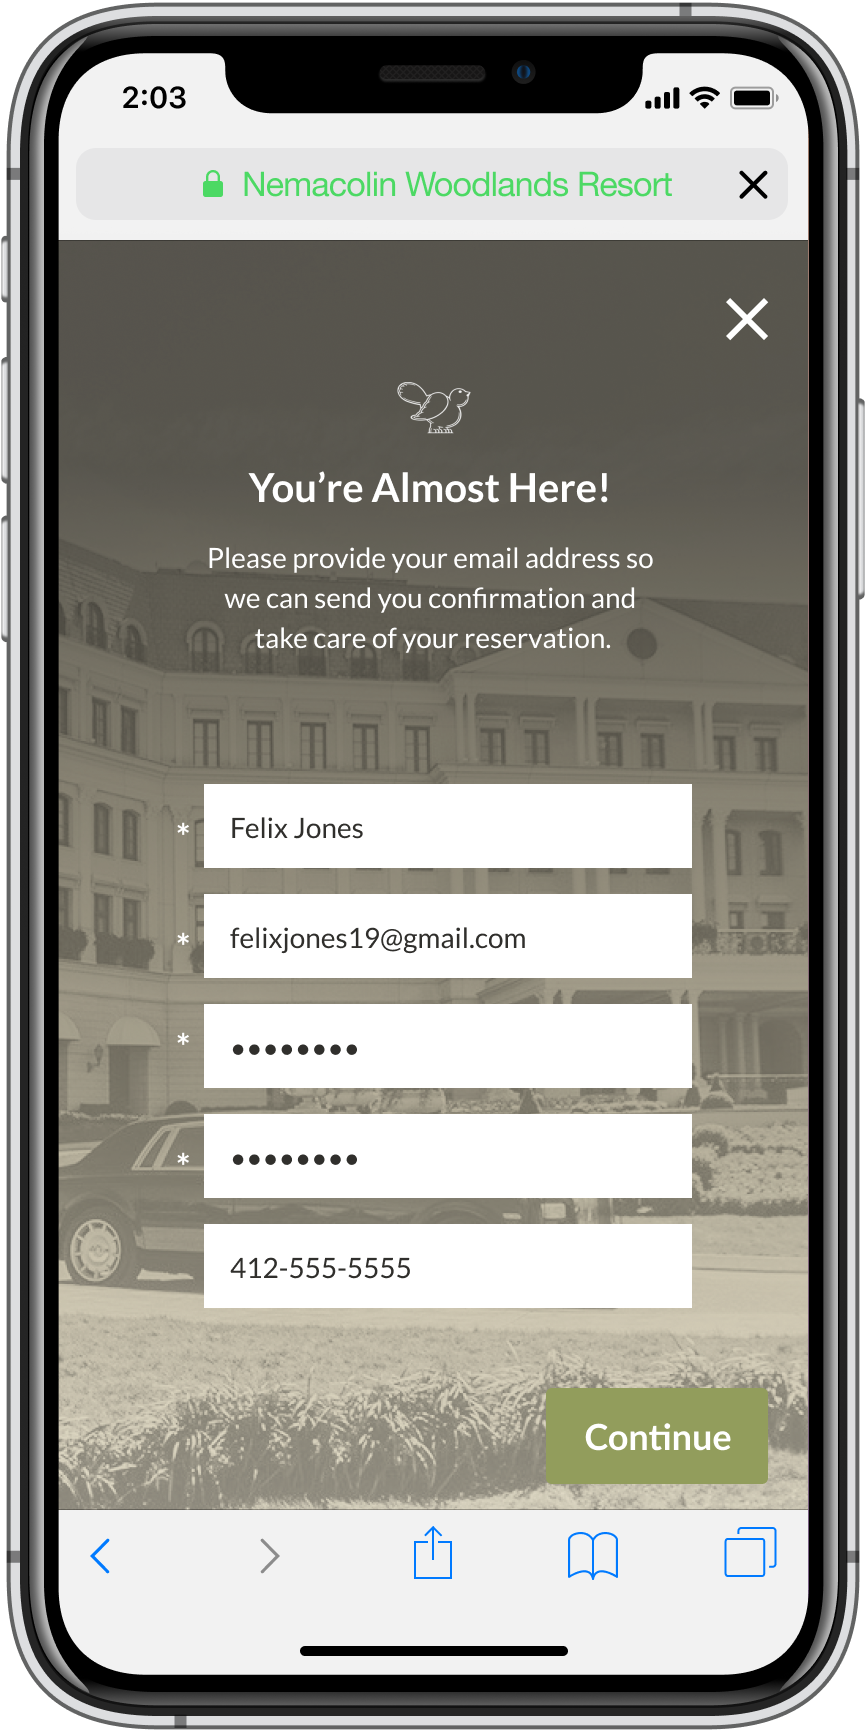 2:03
Nemacolin Woodlands Resort
You’re Almost Here!
Please provide your email address so
we can send you confirmation and
take care of your reservation.
* Felix Jones
* felixjones19@gmail.com
* ••••••••
* ••••••••
412-555-5555
Continue